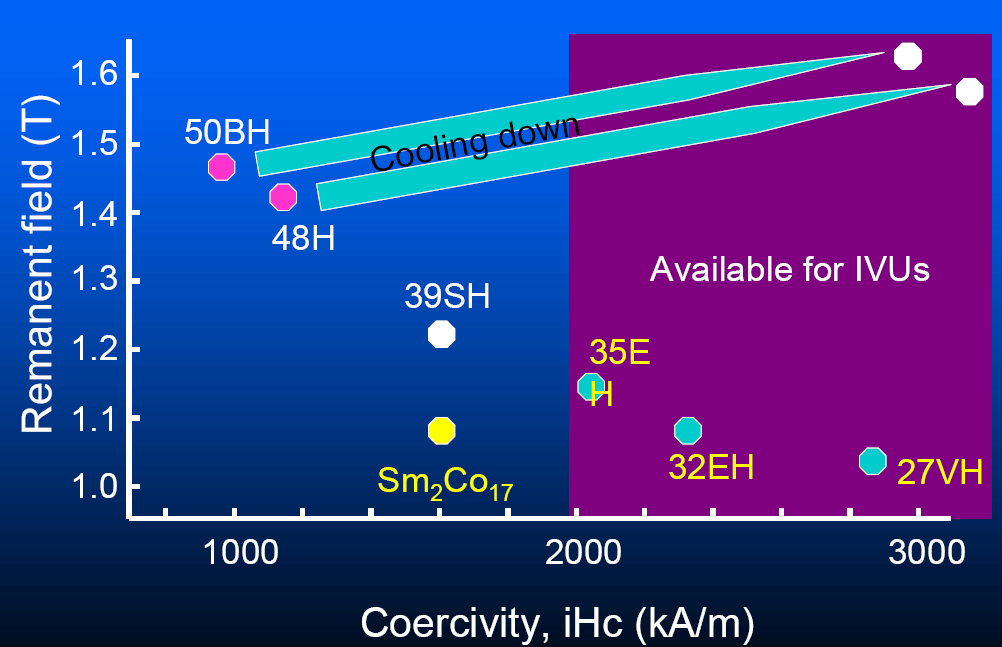 Remanent field (T)
1.6
1.5
1.4
1.3
1.2
1.1
1.0
50BH
Cooling down
48H
Available for IVUs
39SH
35E
H
Sm₂Co₁₇
32EH
27VH
1000
2000
3000
Coercivity, iHc (kA/m)